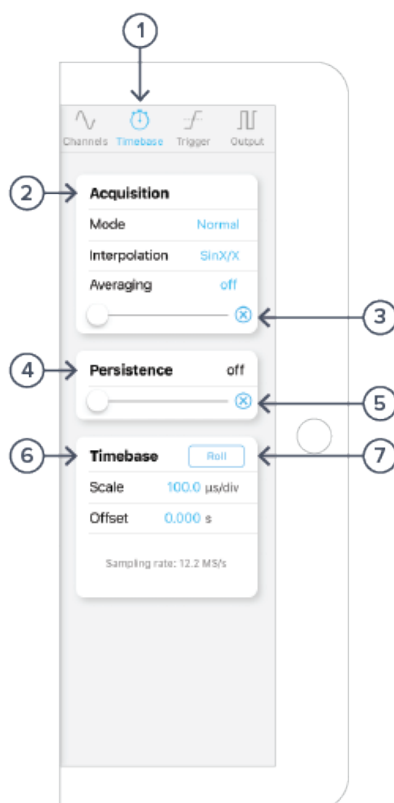 1
Channels Timebase Trigger Output
2 Acquisition
Mode Normal
Interpolation SinX/X
Averaging off
3
4 Persistence off
5
6 Timebase Roll 7
Scale 100.0 µs/div
Offset 0.000 s
Sampling rate: 12.2 MS/s